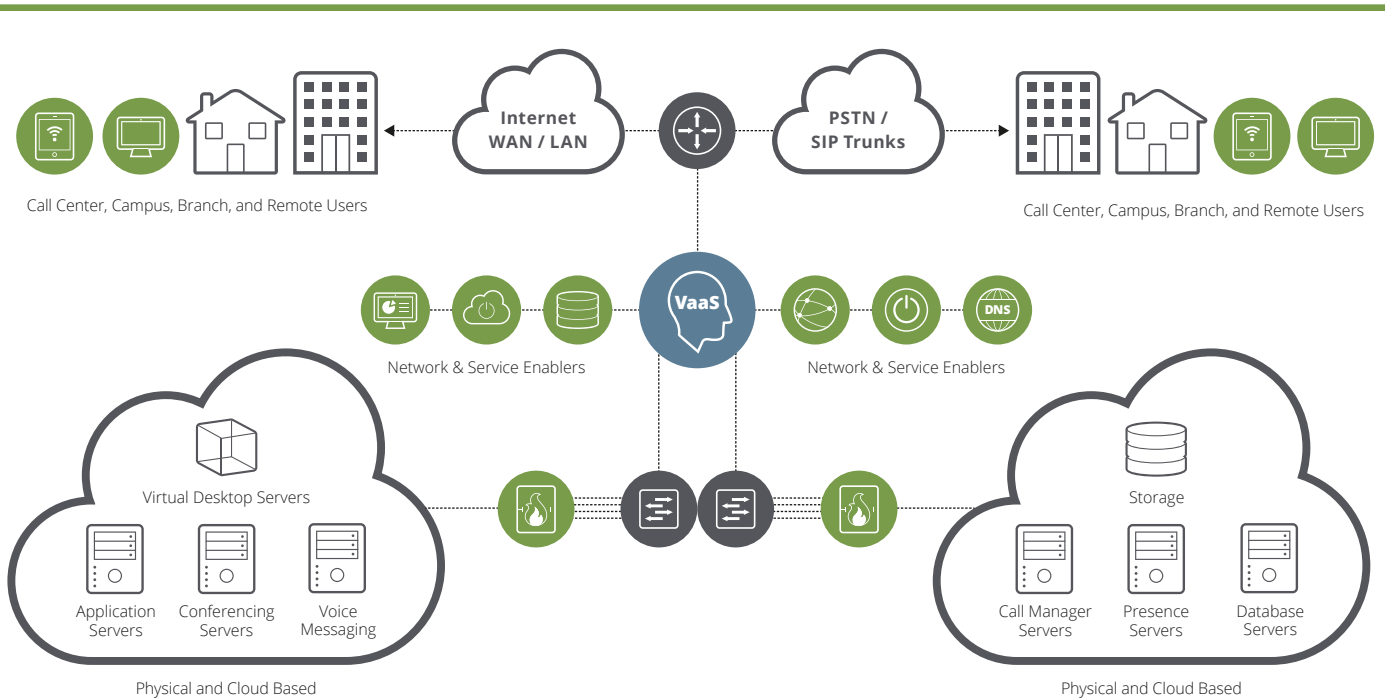 Internet
WAN / LAN
PSTN /
SIP Trunks
Call Center, Campus, Branch, and Remote Users
Call Center, Campus, Branch, and Remote Users
VaaS
DNS
Network & Service Enablers
Network & Service Enablers
Virtual Desktop Servers
Application
Servers
Conferencing
Servers
Voice
Messaging
Physical and Cloud Based
Storage
Call Manager
Servers
Presence
Servers
Database
Servers
Physical and Cloud Based